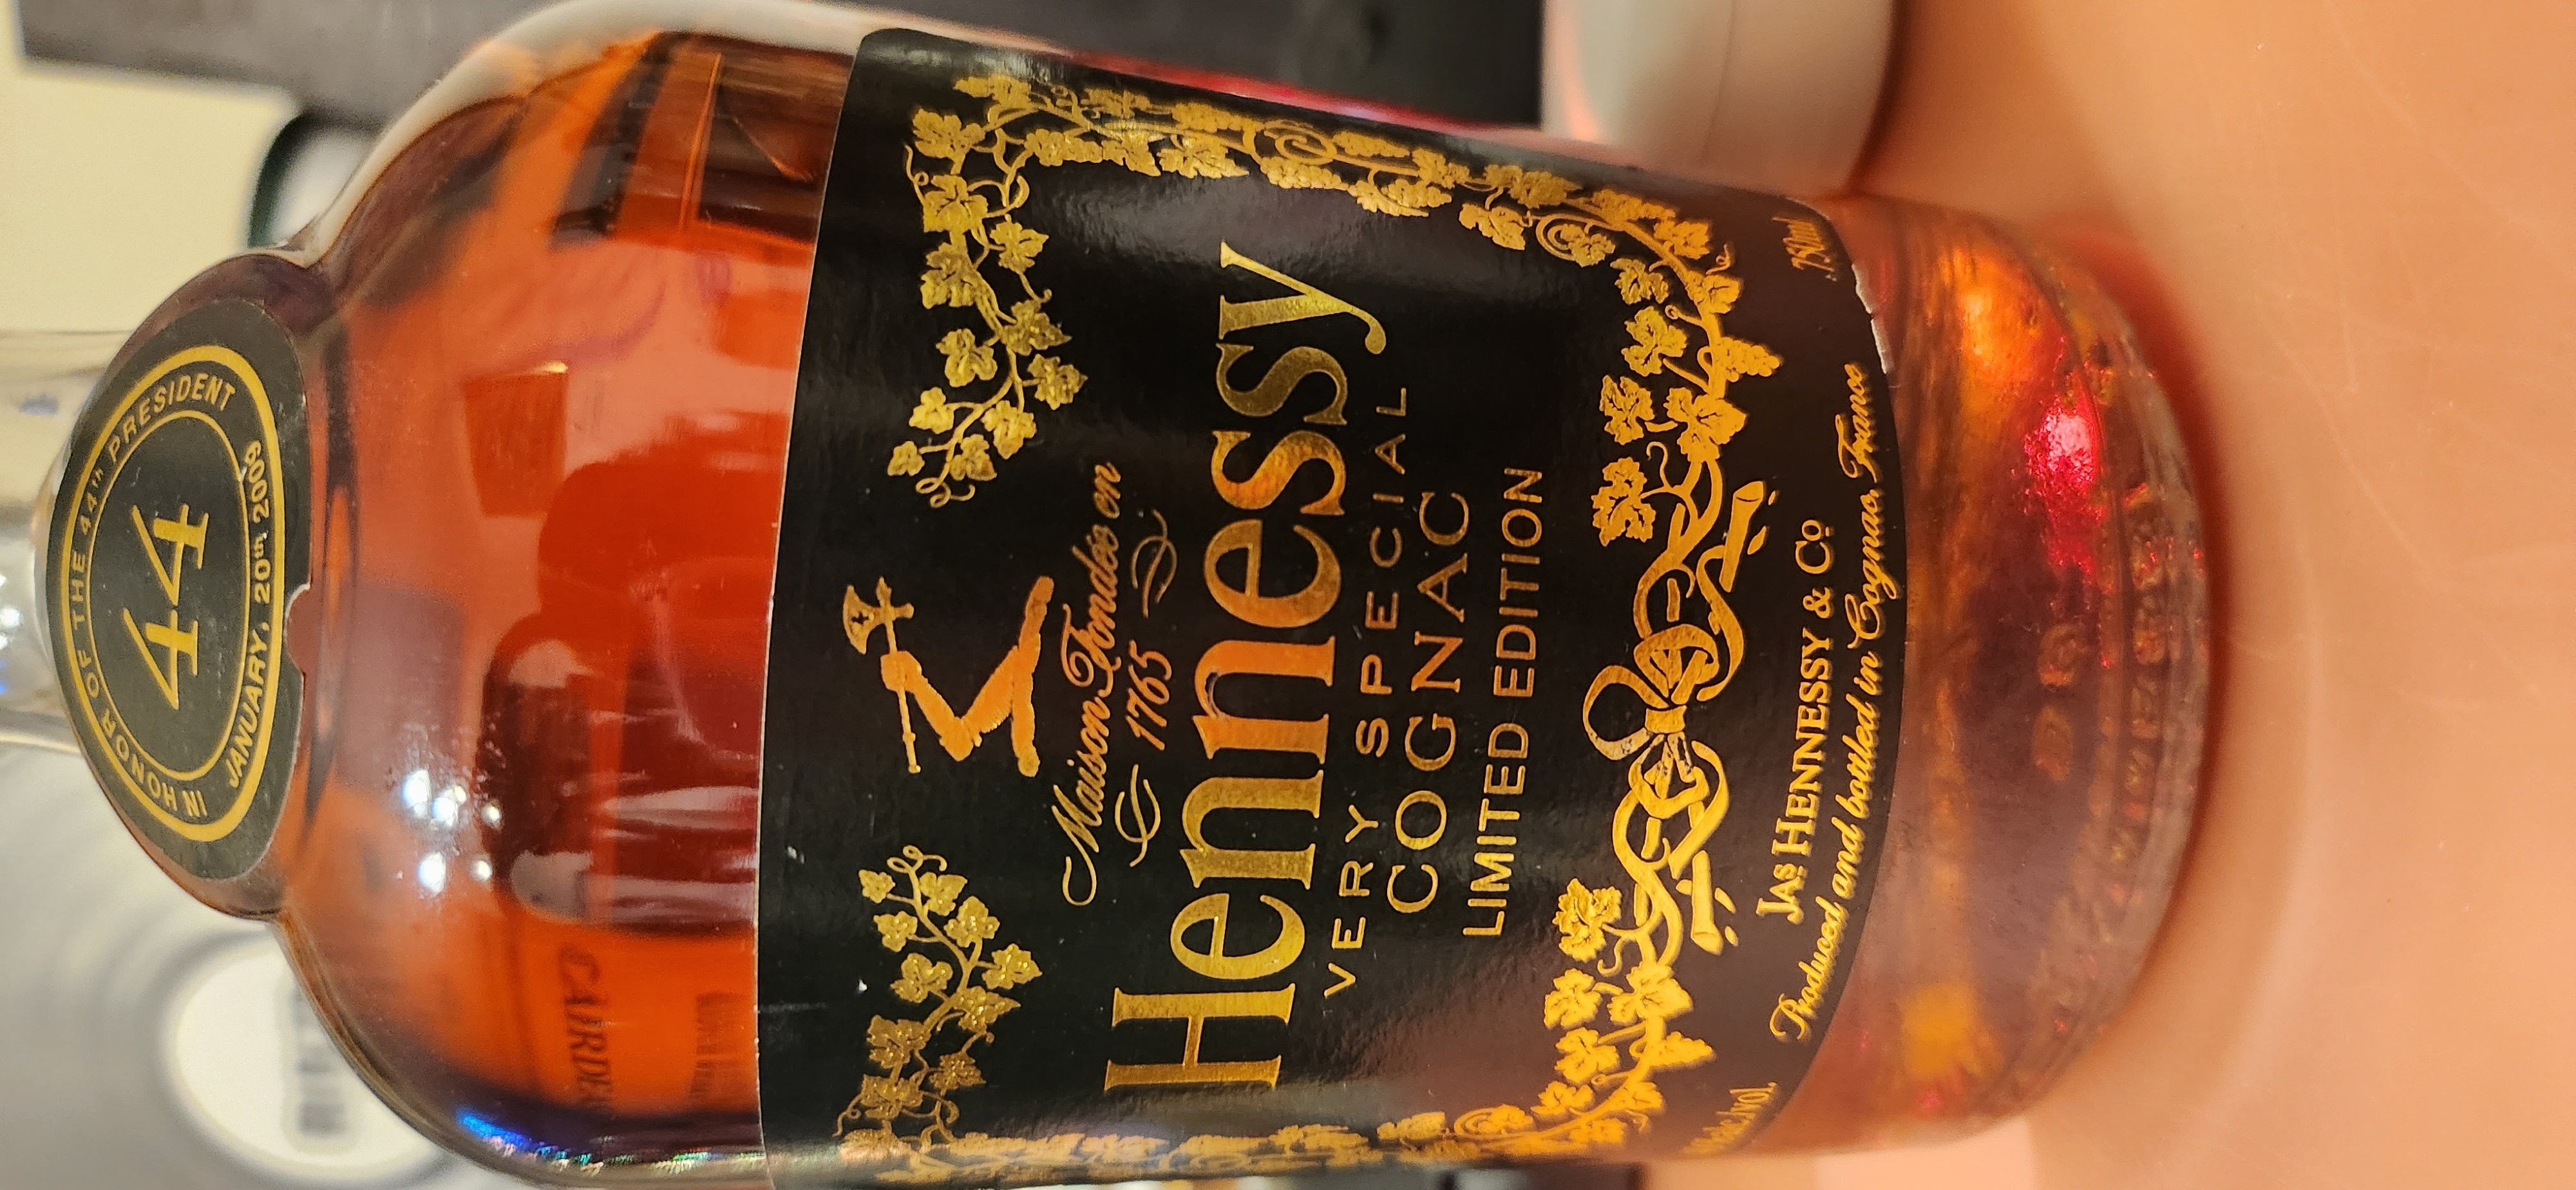 IN HONOR OF THE 44th PRESIDENT
44
JANUARY, 20th 2009
Maison Fondée en
1765
Hennessy
VERY SPECIAL
COGNAC
LIMITED EDITION
JAS HENNESSY & Co
Produced and bottled in Cognac, France
750ml